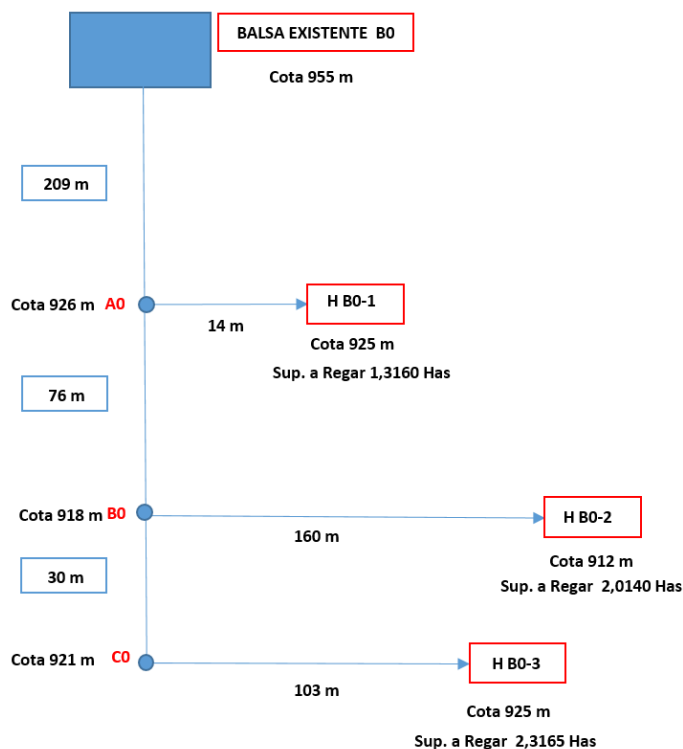 BALSA EXISTENTE B0
Cota 955 m
209 m
Cota 926 m A0
H B0-1
14 m
Cota 925 m
Sup. a Regar 1,3160 Has
76 m
Cota 918 m B0
H B0-2
160 m
Cota 912 m
Sup. a Regar 2,0140 Has
30 m
Cota 921 m C0
H B0-3
103 m
Cota 925 m
Sup. a Regar 2,3165 Has